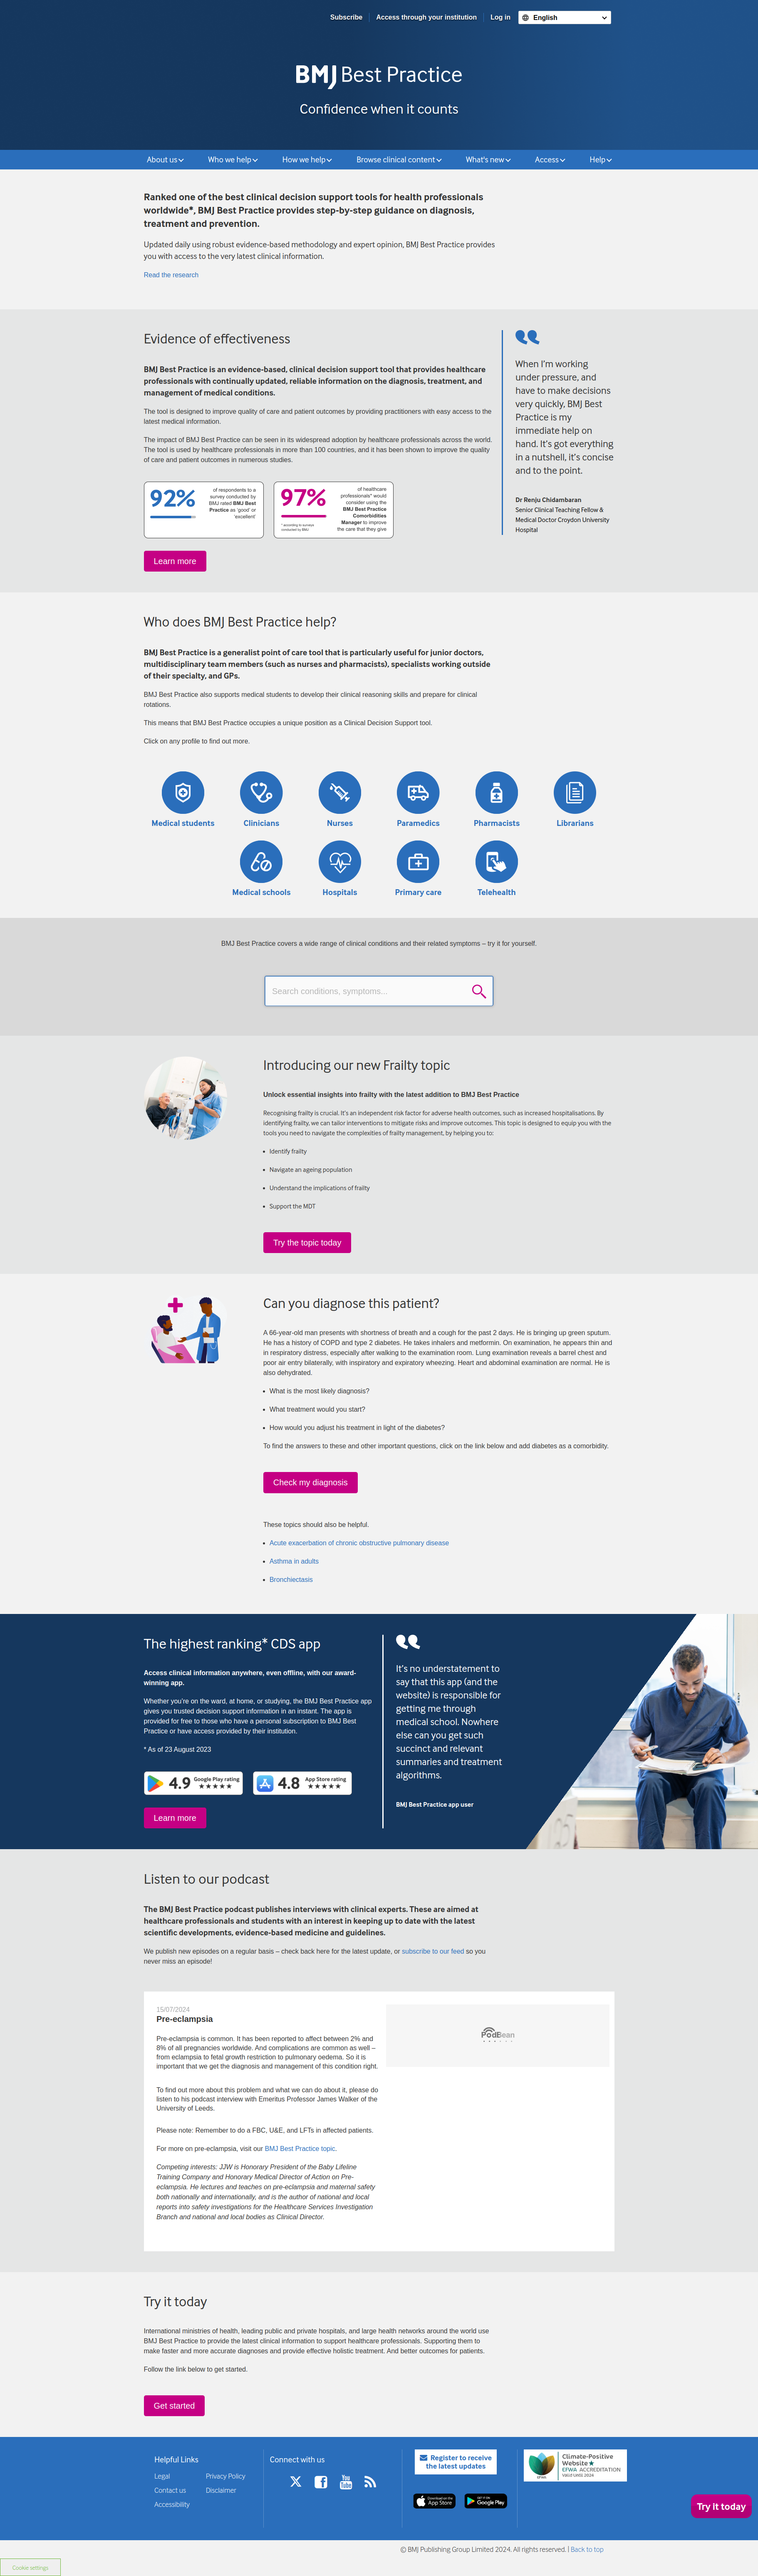 Subscribe
Access through your institution
Log in
English
BMJ Best Practice
Confidence when it counts
About us
Who we help
How we help
Browse clinical content
What's new
Access
Help
Ranked one of the best clinical decision support tools for health professionals
worldwide*, BMJ Best Practice provides step-by-step guidance on diagnosis,
treatment and prevention.
Updated daily using robust evidence-based methodology and expert opinion, BMJ Best Practice provides
you with access to the very latest clinical information.
Read the research
Evidence of effectiveness
BMJ Best Practice is an evidence-based, clinical decision support tool that provides healthcare
professionals with continually updated, reliable information on the diagnosis, treatment, and
management of medical conditions.
The tool is designed to improve quality of care and patient outcomes by providing practitioners with easy access to the
latest medical information.
The impact of BMJ Best Practice can be seen in its widespread adoption by healthcare professionals across the world.
The tool is used by healthcare professionals in more than 100 countries, and it has been shown to improve the quality
of care and patient outcomes in numerous studies.
92%
of respondents to a
survey conducted by
BMJ rated BMJ Best
Practice as 'good' or
'excellent'
97%
* according to surveys
conducted by BMJ
of healthcare
professionals* would
consider using the
BMJ Best Practice
Comorbidities
Manager to improve
the care that they give
Learn more
When I'm working
under pressure, and
have to make decisions
very quickly, BMJ Best
Practice is my
immediate help on
hand. It's got everything
in a nutshell, it's concise
and to the point.
Dr Renju Chidambaran
Senior Clinical Teaching Fellow &
Medical Doctor Croydon University
Hospital
Who does BMJ Best Practice help?
BMJ Best Practice is a generalist point of care tool that is particularly useful for junior doctors,
multidisciplinary team members (such as nurses and pharmacists), specialists working outside
of their specialty, and GPs.
BMJ Best Practice also supports medical students to develop their clinical reasoning skills and prepare for clinical
rotations.
This means that BMJ Best Practice occupies a unique position as a Clinical Decision Support tool.
Click on any profile to find out more.
Medical students
Clinicians
Nurses
Paramedics
Pharmacists
Librarians
Medical schools
Hospitals
Primary care
Telehealth
BMJ Best Practice covers a wide range of clinical conditions and their related symptoms – try it for yourself.
Search conditions, symptoms...
Introducing our new Frailty topic
Unlock essential insights into frailty with the latest addition to BMJ Best Practice
Recognising frailty is crucial. It's an independent risk factor for adverse health outcomes, such as increased hospitalisations. By
identifying frailty, we can tailor interventions to mitigate risks and improve outcomes. This topic is designed to equip you with the
tools you need to navigate the complexities of frailty management, by helping you to:
• Identify frailty
• Navigate an ageing population
• Understand the implications of frailty
• Support the MDT
Try the topic today
Can you diagnose this patient?
A 66-year-old man presents with shortness of breath and a cough for the past 2 days. He is bringing up green sputum.
He has a history of COPD and type 2 diabetes. He takes inhalers and metformin. On examination, he appears thin and
in respiratory distress, especially after walking to the examination room. Lung examination reveals a barrel chest and
poor air entry bilaterally, with inspiratory and expiratory wheezing. Heart and abdominal examination are normal. He is
also dehydrated.
• What is the most likely diagnosis?
• What treatment would you start?
• How would you adjust his treatment in light of the diabetes?
To find the answers to these and other important questions, click on the link below and add diabetes as a comorbidity.
Check my diagnosis
These topics should also be helpful.
• Acute exacerbation of chronic obstructive pulmonary disease
• Asthma in adults
• Bronchiectasis
The highest ranking* CDS app
Access clinical information anywhere, even offline, with our award-
winning app.
Whether you're on the ward, at home, or studying, the BMJ Best Practice app
gives you trusted decision support information in an instant. The app is
provided for free to those who have a personal subscription to BMJ Best
Practice or have access provided by their institution.
* As of 23 August 2023
4.9 Google Play rating
★★★★★
4.8 App Store rating
★★★★★
Learn more
It's no understatement to
say that this app (and the
website) is responsible for
getting me through
medical school. Nowhere
else can you get such
succinct and relevant
summaries and treatment
algorithms.
BMJ Best Practice app user
Listen to our podcast
The BMJ Best Practice podcast publishes interviews with clinical experts. These are aimed at
healthcare professionals and students with an interest in keeping up to date with the latest
scientific developments, evidence-based medicine and guidelines.
We publish new episodes on a regular basis – check back here for the latest update, or subscribe to our feed so you
never miss an episode!
15/07/2024
Pre-eclampsia
Pre-eclampsia is common. It has been reported to affect between 2% and
8% of all pregnancies worldwide. And complications are common as well –
from eclampsia to fetal growth restriction to pulmonary oedema. So it is
important that we get the diagnosis and management of this condition right.
To find out more about this problem and what we can do about it, please do
listen to his podcast interview with Emeritus Professor James Walker of the
University of Leeds.
Please note: Remember to do a FBC, U&E, and LFTs in affected patients.
For more on pre-eclampsia, visit our BMJ Best Practice topic.
Competing interests: JJW is Honorary President of the Baby Lifeline
Training Company and Honorary Medical Director of Action on Pre-
eclampsia. He lectures and teaches on pre-eclampsia and maternal safety
both nationally and internationally, and is the author of national and local
reports into safety investigations for the Healthcare Services Investigation
Branch and national and local bodies as Clinical Director.
PodBean
Try it today
International ministries of health, leading public and private hospitals, and large health networks around the world use
BMJ Best Practice to provide the latest clinical information to support healthcare professionals. Supporting them to
make faster and more accurate diagnoses and provide effective holistic treatment. And better outcomes for patients.
Follow the link below to get started.
Get started
Helpful Links
Legal
Privacy Policy
Contact us
Disclaimer
Accessibility
Connect with us
You
Tube
Register to receive
the latest updates
Download on the
App Store
GET IT ON
Google Play
Climate-Positive
Website★
EFWA ACCREDITATION
VALID UNTIL 2024
Try it today
© BMJ Publishing Group Limited 2024. All rights reserved. | Back to top
Cookie settings